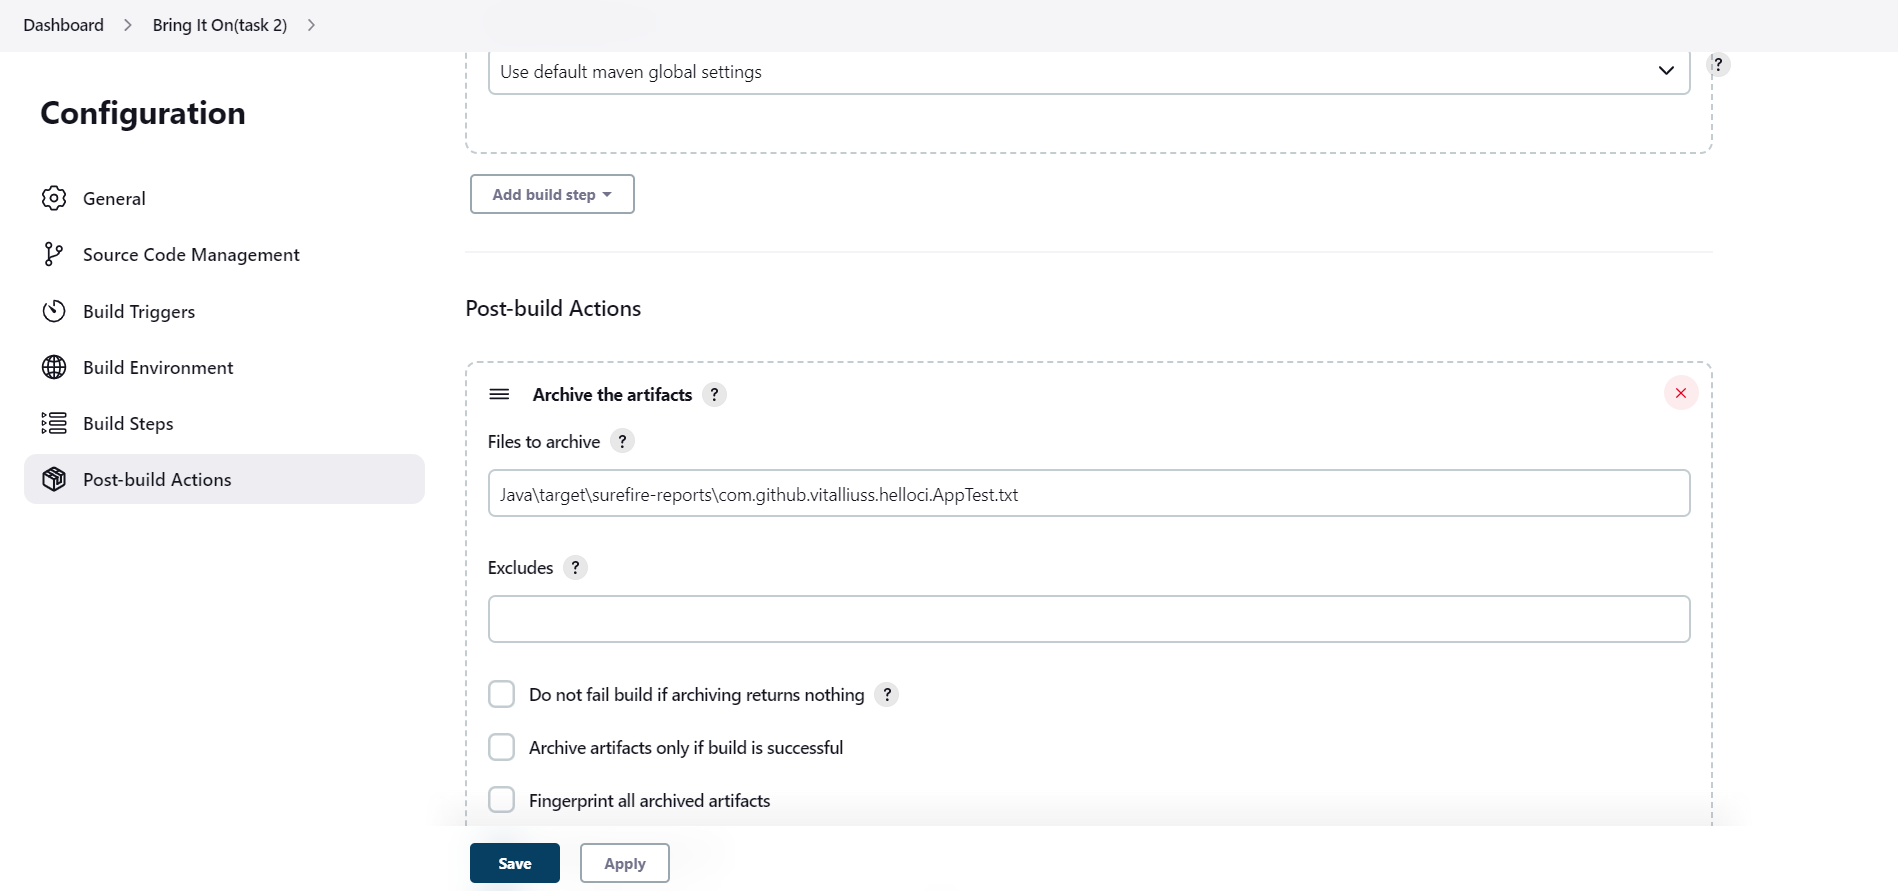 Dashboard > Bring It On(task 2) >
Configuration
General
Source Code Management
Build Triggers
Build Environment
Build Steps
Post-build Actions
Use default maven global settings
?
Add build step
Post-build Actions
Archive the artifacts ?
Files to archive ?
Java\target\surefire-reports\com.github.vitalliuss.helloci.AppTest.txt
Excludes ?
Do not fail build if archiving returns nothing ?
Archive artifacts only if build is successful
Fingerprint all archived artifacts
Save Apply